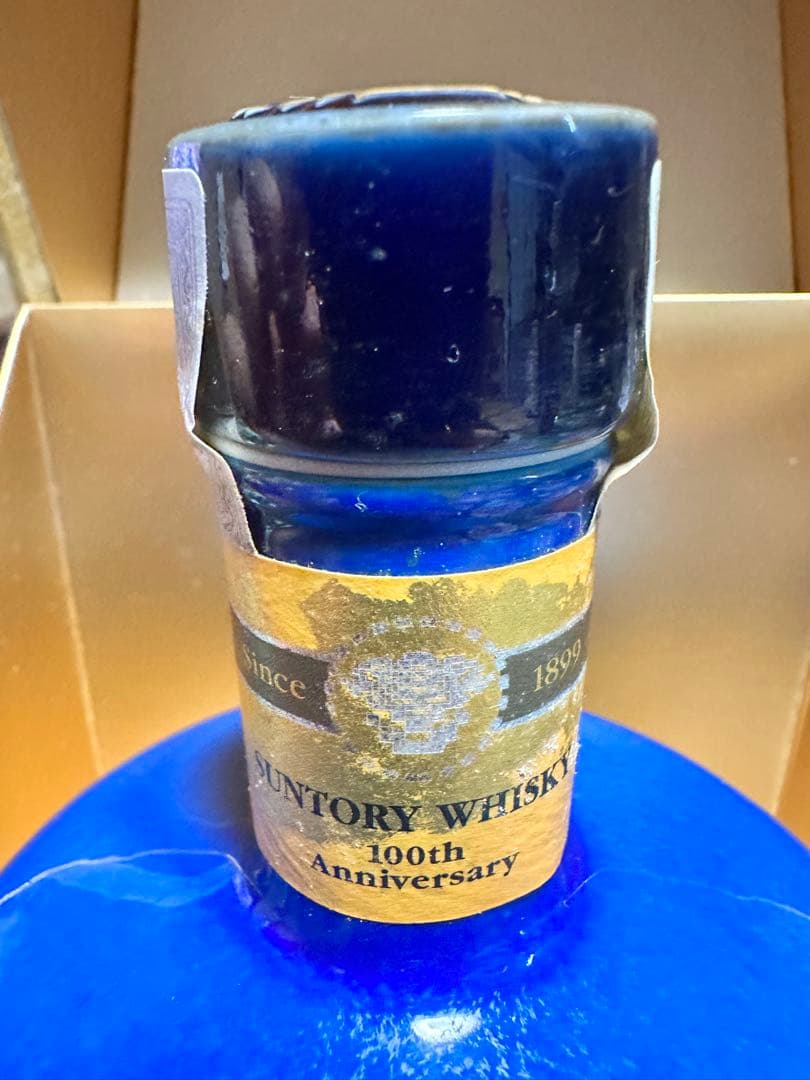 Since 1899
SUNTORY WHISKY
100th
Anniversary